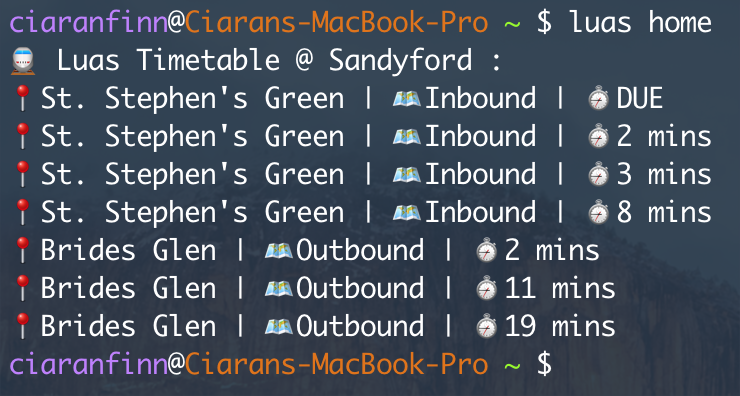 ciaranfinn@Ciarans-MacBook-Pro ~ $ luas home
🚊 Luas Timetable @ Sandyford :
📍St. Stephen's Green | 🗺️Inbound | ⏱️DUE
📍St. Stephen's Green | 🗺️Inbound | ⏱️2 mins
📍St. Stephen's Green | 🗺️Inbound | ⏱️3 mins
📍St. Stephen's Green | 🗺️Inbound | ⏱️8 mins
📍Brides Glen | 🗺️Outbound | ⏱️2 mins
📍Brides Glen | 🗺️Outbound | ⏱️11 mins
📍Brides Glen | 🗺️Outbound | ⏱️19 mins
ciaranfinn@Ciarans-MacBook-Pro ~ $